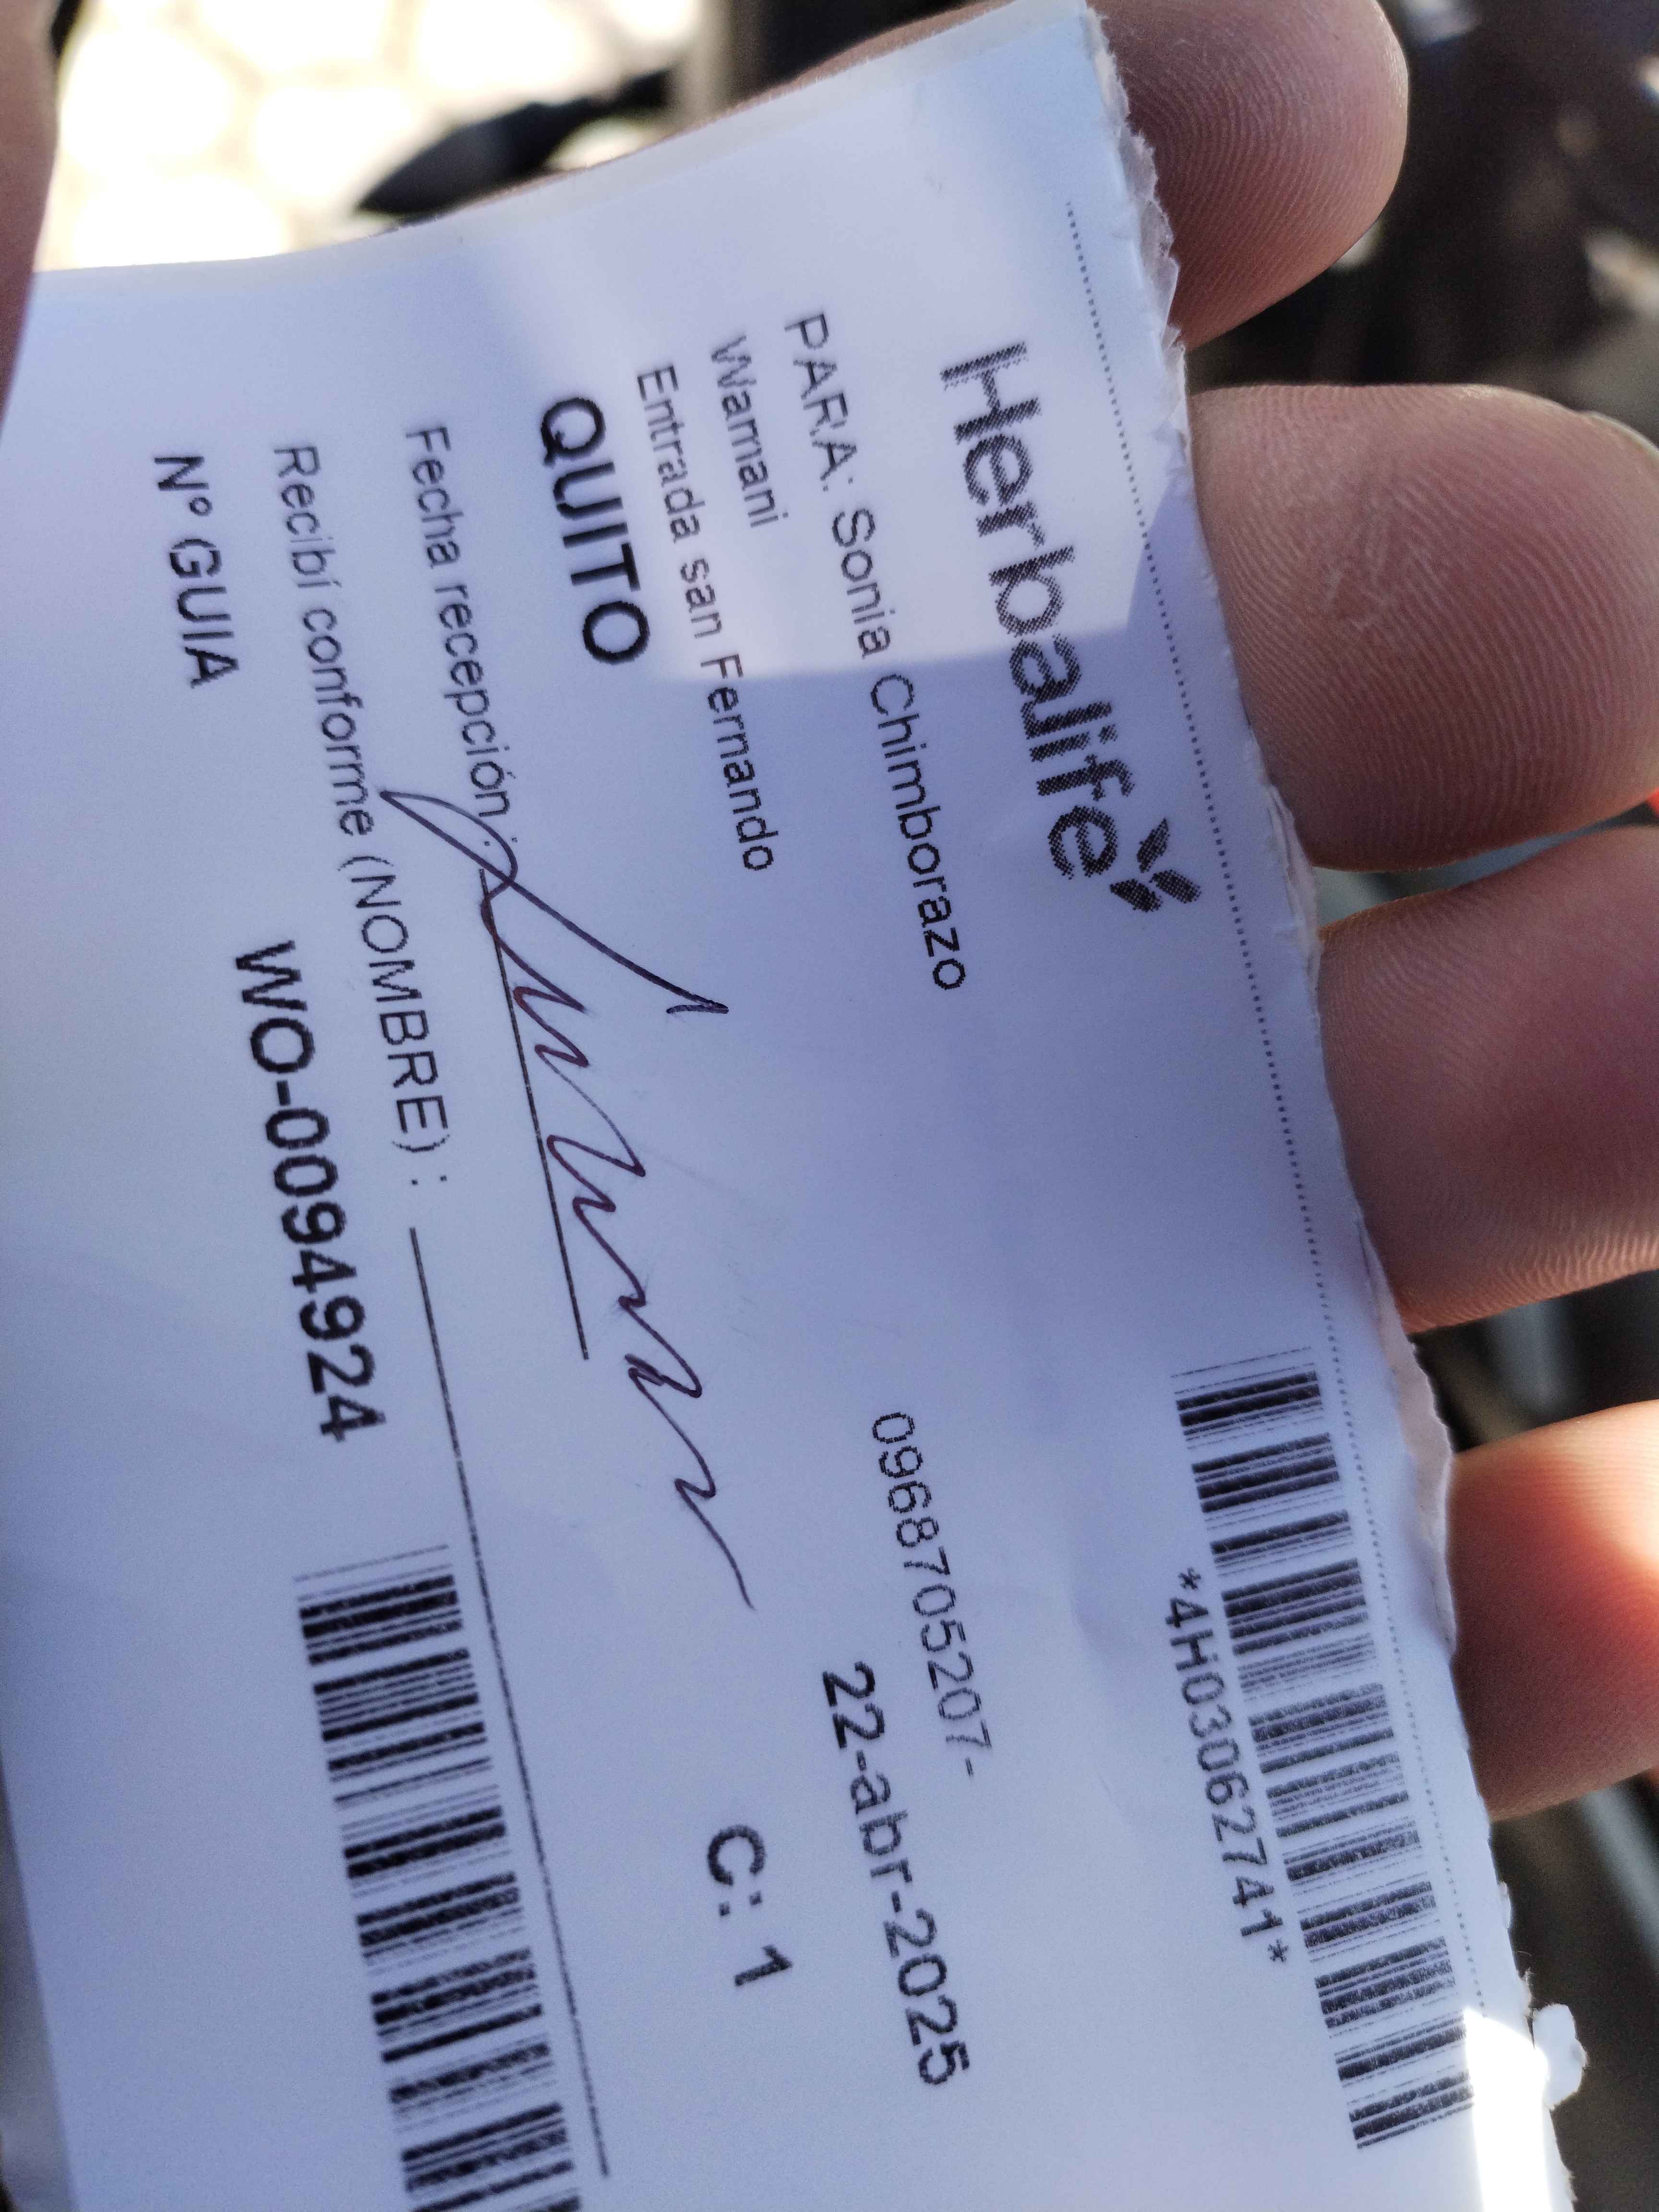 Herbalife
*4H03062741*
PARA: Sonia Chimborazo
0968705207-
Wamani
22-abr-2025
Entrada san Fernando
C: 1
QUITO
Fecha recepción :
Recibí conforme (NOMBRE) :
Nº GUIA
WO-0094924